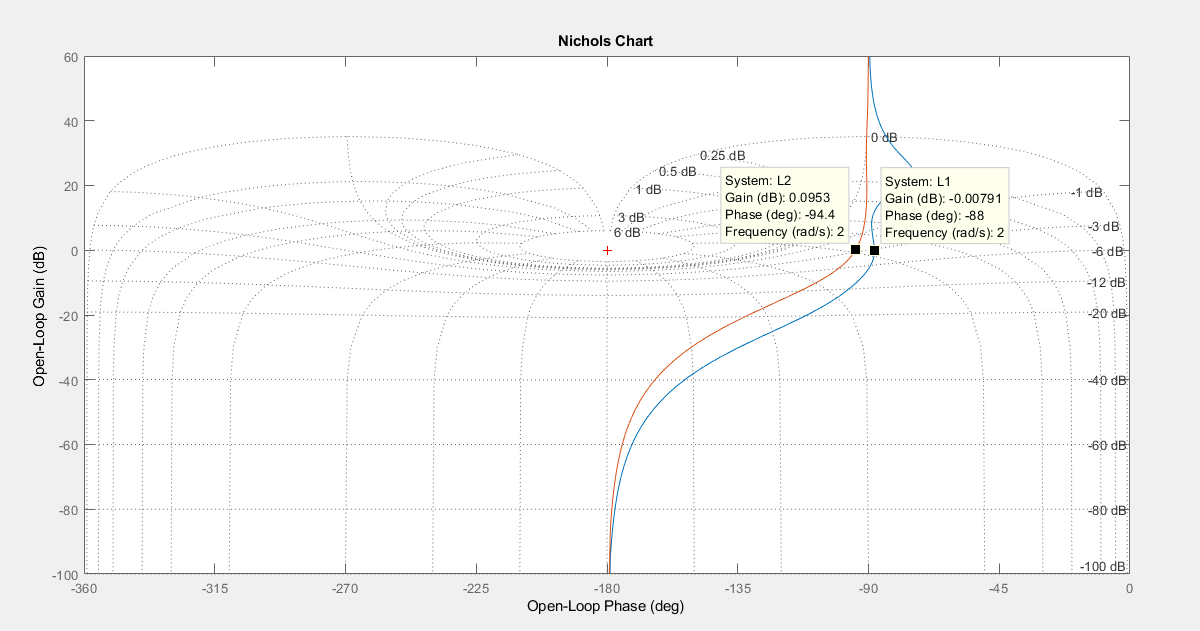 Nichols Chart
Open-Loop Gain (dB)
60
40
20
0
-20
-40
-60
-80
-100
0 dB
0.25 dB
0.5 dB
1 dB
3 dB
6 dB
-1 dB
-3 dB
-6 dB
-12 dB
-20 dB
-40 dB
-60 dB
-80 dB
-100 dB
System: L2
Gain (dB): 0.0953
Phase (deg): -94.4
Frequency (rad/s): 2
System: L1
Gain (dB): -0.00791
Phase (deg): -88
Frequency (rad/s): 2
-360 -315 -270 -225 -180 -135 -90 -45 0
Open-Loop Phase (deg)